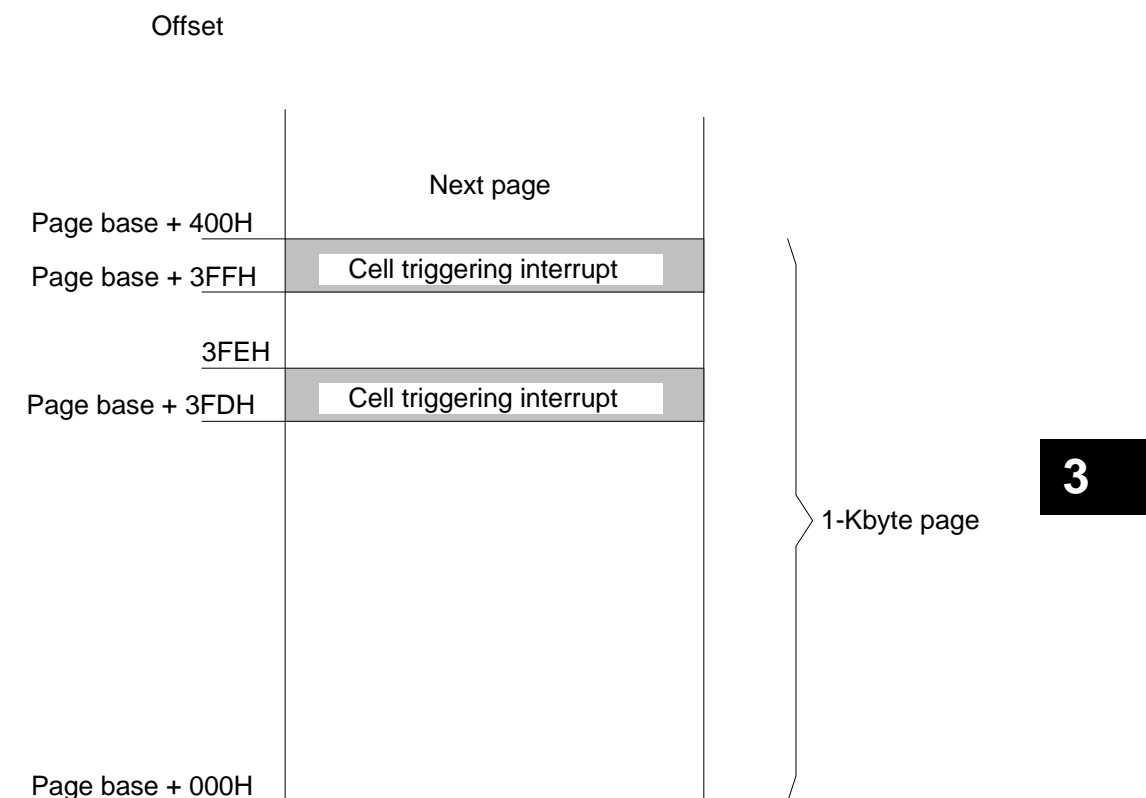 Offset
Next page
Page base + 400H
Cell triggering interrupt
Page base + 3FFH
3FEH
Cell triggering interrupt
Page base + 3FDH
3
1-Kbyte page
Page base + 000H